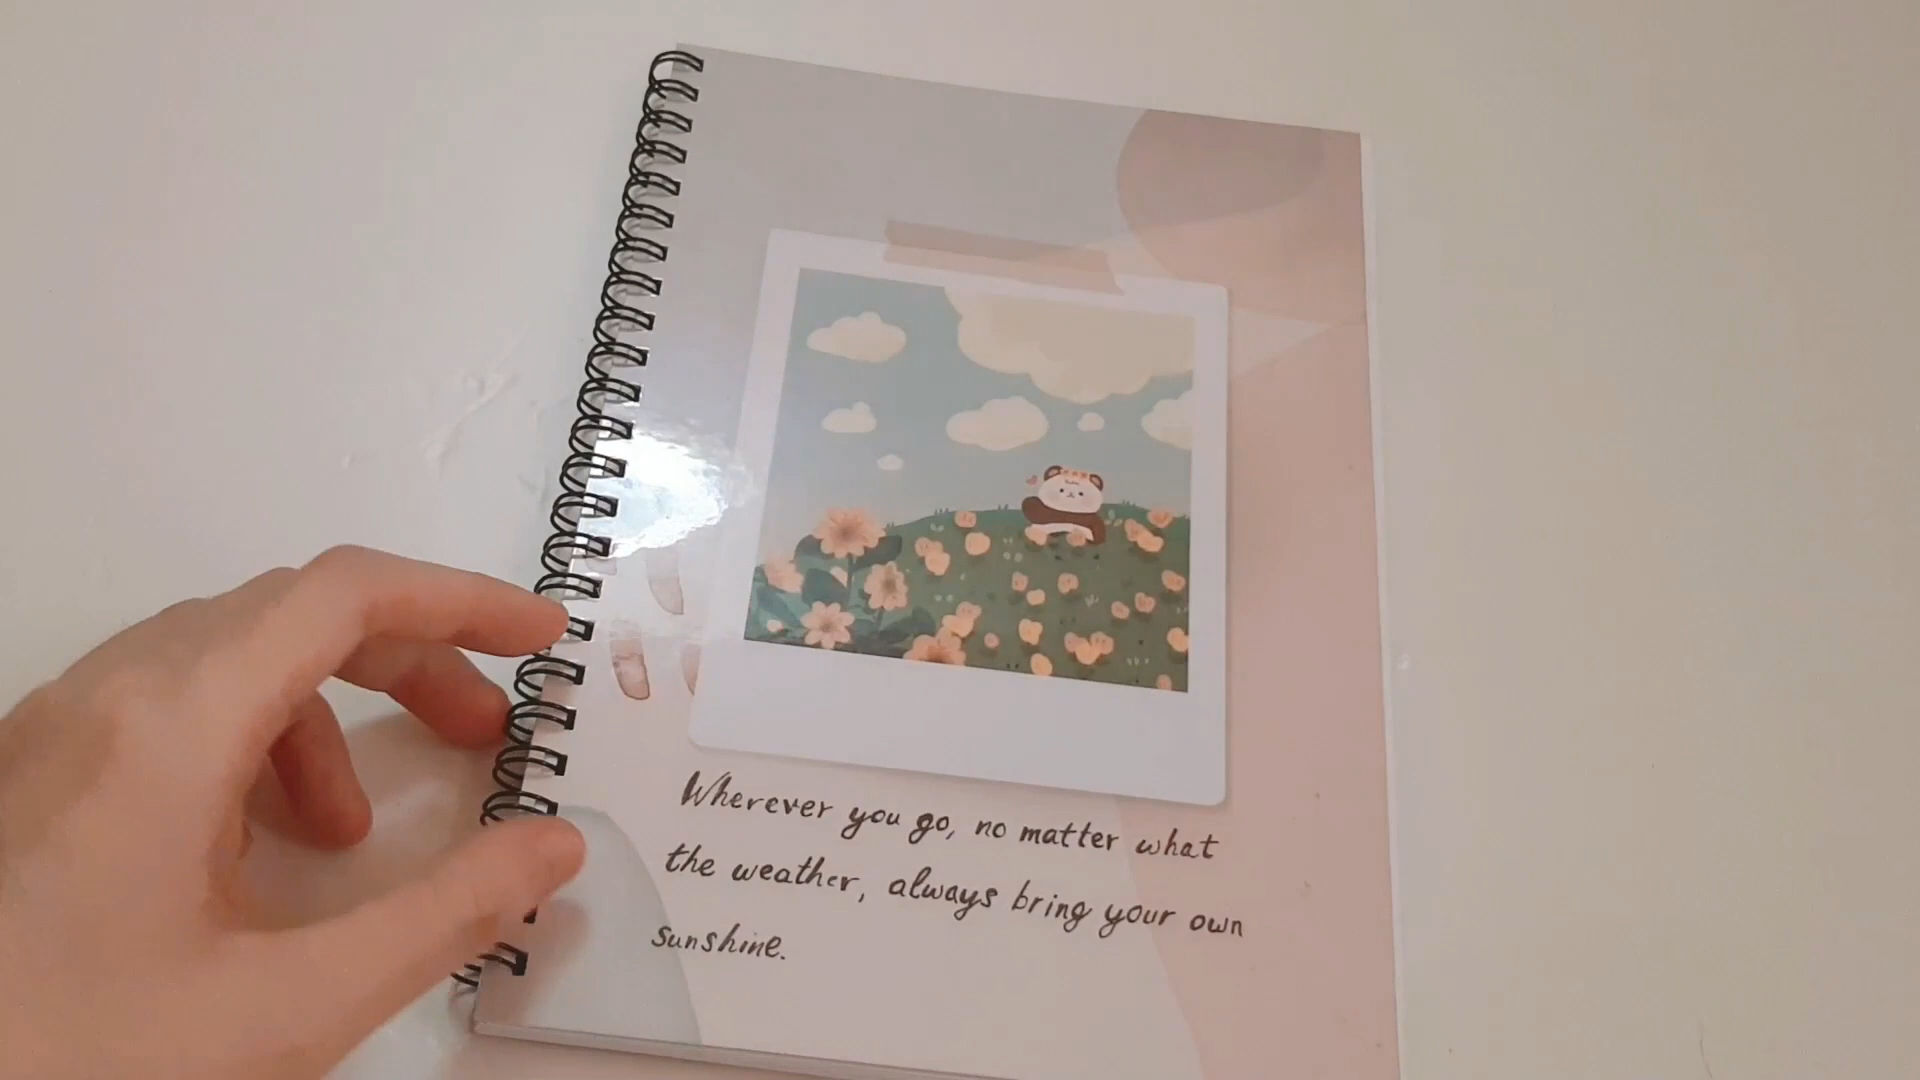 Wherever you go, no matter what
the weather, always bring your own
sunshine.